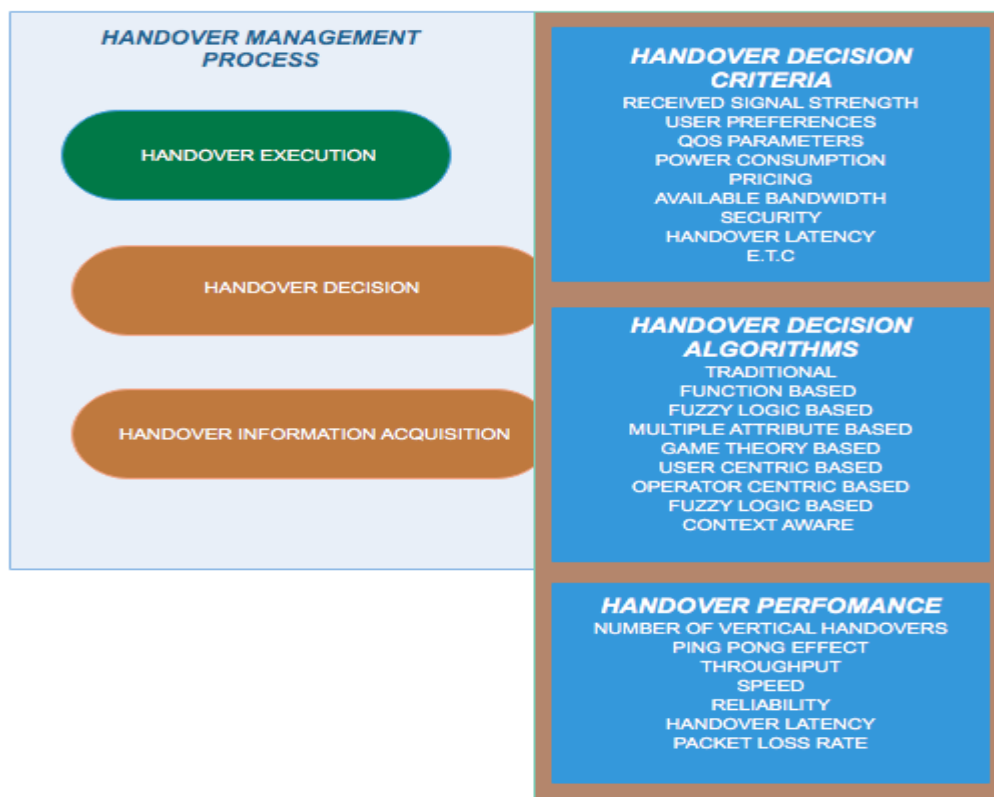 HANDOVER MANAGEMENT
PROCESS
HANDOVER EXECUTION
HANDOVER DECISION
HANDOVER INFORMATION ACQUISITION
HANDOVER DECISION
CRITERIA
RECEIVED SIGNAL STRENGTH
USER PREFERENCES
QOS PARAMETERS
POWER CONSUMPTION
PRICING
AVAILABLE BANDWIDTH
SECURITY
HANDOVER LATENCY
E.T.C
HANDOVER DECISION
ALGORITHMS
TRADITIONAL
FUNCTION BASED
FUZZY LOGIC BASED
MULTIPLE ATTRIBUTE BASED
GAME THEORY BASED
USER CENTRIC BASED
OPERATOR CENTRIC BASED
FUZZY LOGIC BASED
CONTEXT AWARE
HANDOVER PERFOMANCE
NUMBER OF VERTICAL HANDOVERS
PING PONG EFFECT
THROUGHPUT
SPEED
RELIABILITY
HANDOVER LATENCY
PACKET LOSS RATE